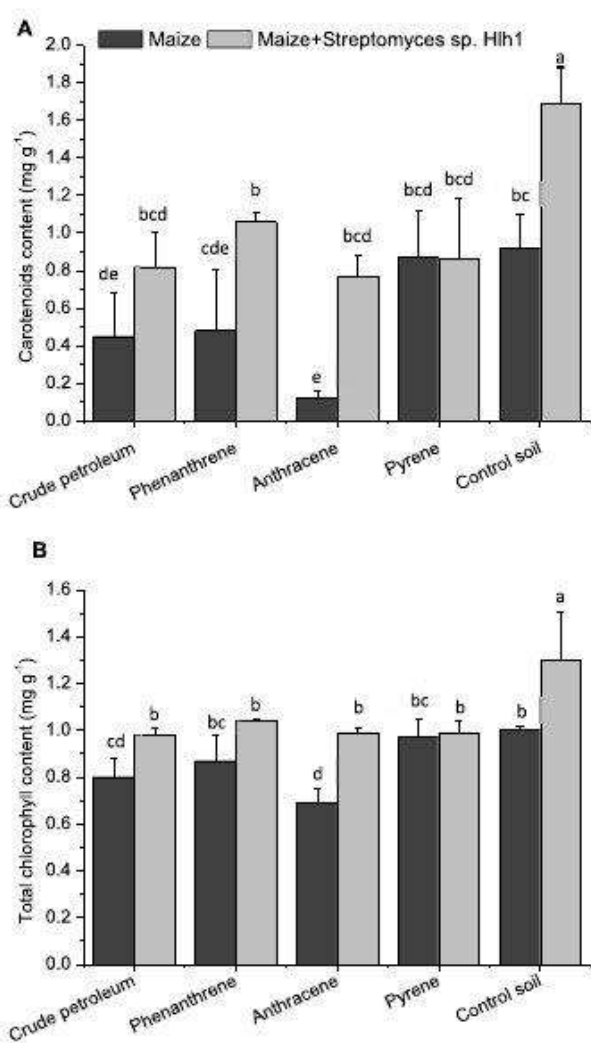 A
Maize
Maize+Streptomyces sp. Hlh1
Carotenoids content (mg g-1)
2.0
1.8
1.6
1.4
1.2
1.0
0.8
0.6
0.4
0.2
0.0
de
bcd
cde
b
e
bcd
bcd
bcd
bc
a
Crude petroleum
Phenanthrene
Anthracene
Pyrene
Control soil
B
Total chlorophyll content (mg g-1)
1.6
1.4
1.2
1.0
0.8
0.6
0.4
0.2
0.0
cd
b
bc
b
d
b
bc
b
b
a
Crude petroleum
Phenanthrene
Anthracene
Pyrene
Control soil